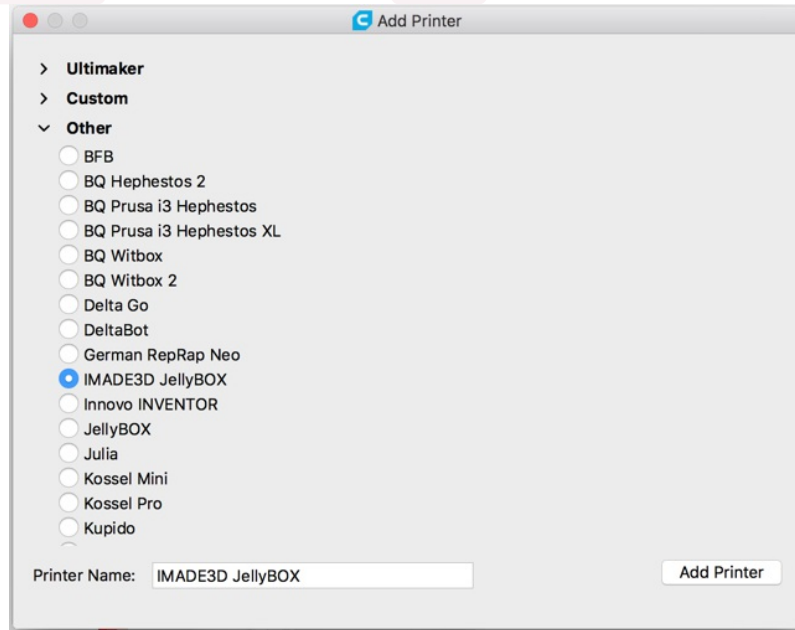 Add Printer
Ultimaker
Custom
Other
BFB
BQ Hephestos 2
BQ Prusa i3 Hephestos
BQ Prusa i3 Hephestos XL
BQ Witbox
BQ Witbox 2
Delta Go
DeltaBot
German RepRap Neo
IMADE3D JellyBOX
Innovo INVENTOR
JellyBOX
Julia
Kossel Mini
Kossel Pro
Kupido
Printer Name: IMADE3D JellyBOX Add Printer